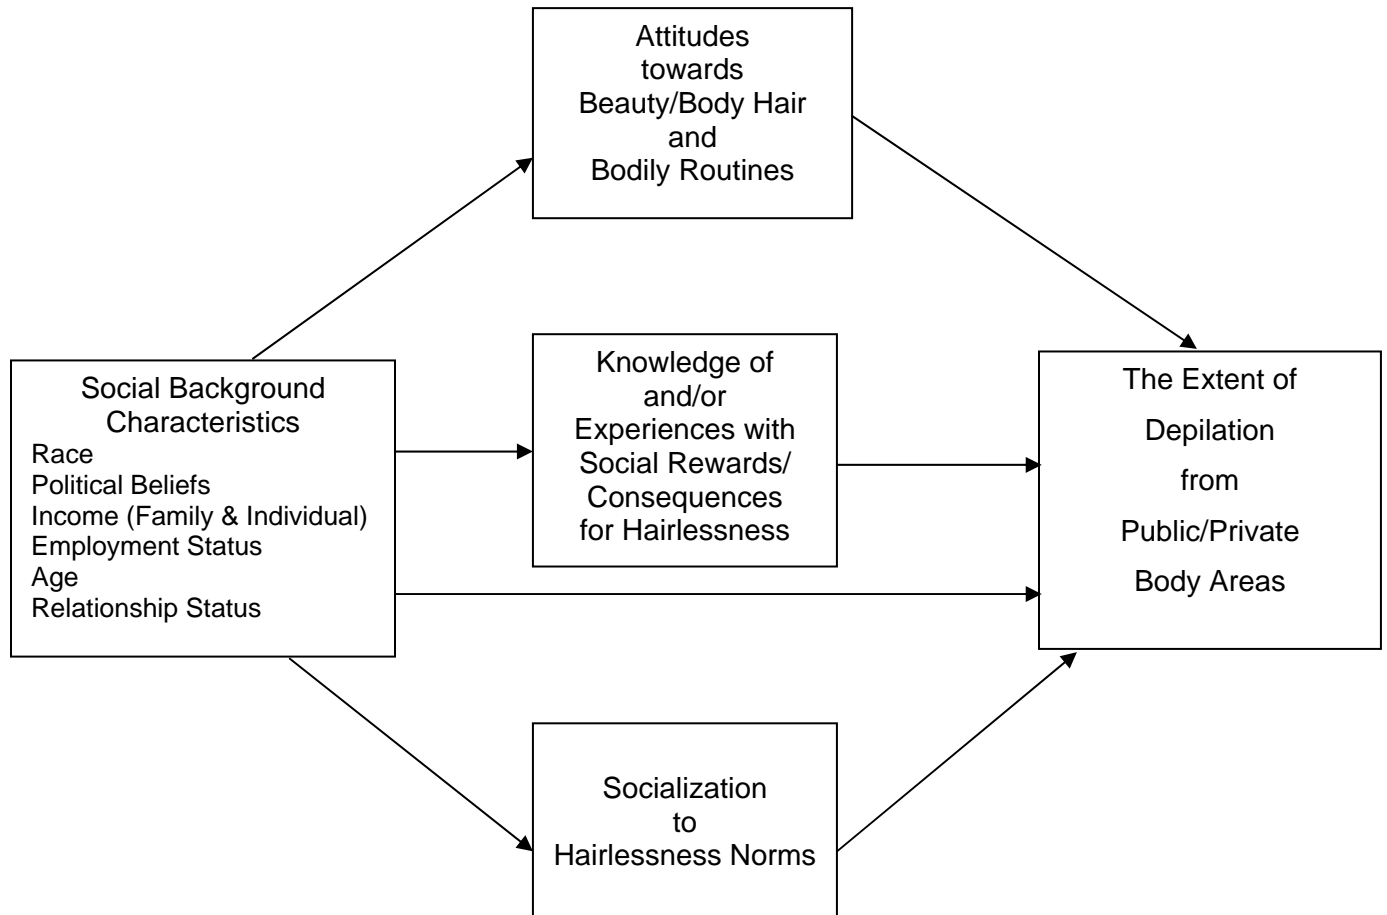 Attitudes
towards
Beauty/Body Hair
and
Bodily Routines
Social Background
Characteristics
Race
Political Beliefs
Income (Family & Individual)
Employment Status
Age
Relationship Status
Knowledge of
and/or
Experiences with
Social Rewards/
Consequences
for Hairlessness
The Extent of
Depilation
from
Public/Private
Body Areas
Socialization
to
Hairlessness Norms